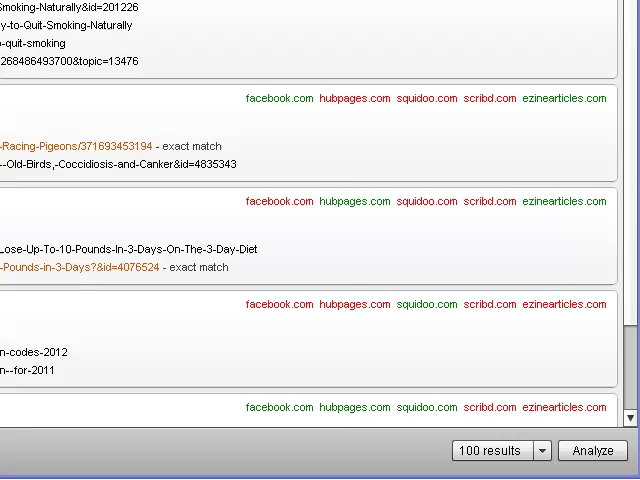 Smoking-Naturally&id=201226
y-to-Quit-Smoking-Naturally
o-quit-smoking
268486493700&topic=13476
facebook.com hubpages.com squidoo.com scribd.com ezinearticles.com
-Racing-Pigeons/371693453194 - exact match
--Old-Birds,-Coccidiosis-and-Canker&id=4835343
facebook.com hubpages.com squidoo.com scribd.com ezinearticles.com
Lose-Up-To-10-Pounds-In-3-Days-On-The-3-Day-Diet
-Pounds-in-3-Days?&id=4076524 - exact match
facebook.com hubpages.com squidoo.com scribd.com ezinearticles.com
n-codes-2012
n--for-2011
facebook.com hubpages.com squidoo.com scribd.com ezinearticles.com
100 results Analyze